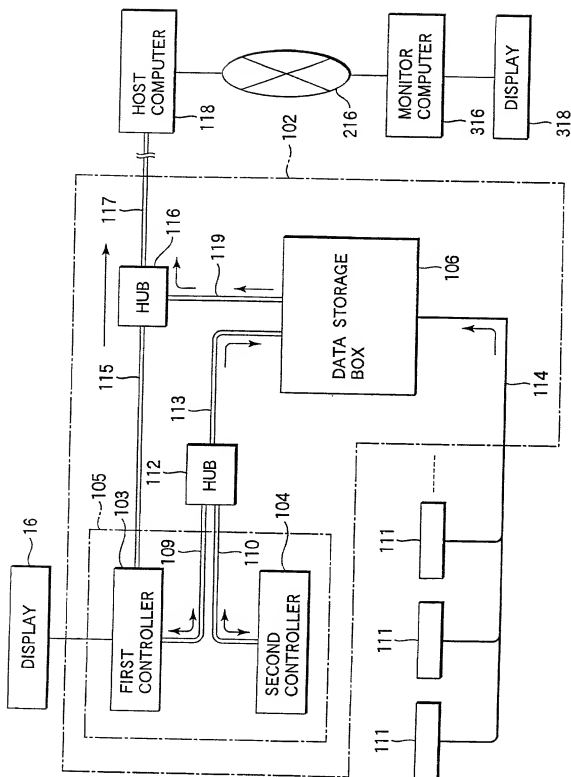 HOST
COMPUTER
118
216
MONITOR
COMPUTER
316
DISPLAY
318
102
117
116
HUB
119
106
DATA STORAGE
BOX
115
113
112
HUB
114
105
103
16
DISPLAY
FIRST
CONTROLLER
109
110
104
SECOND
CONTROLLER
111
111
111